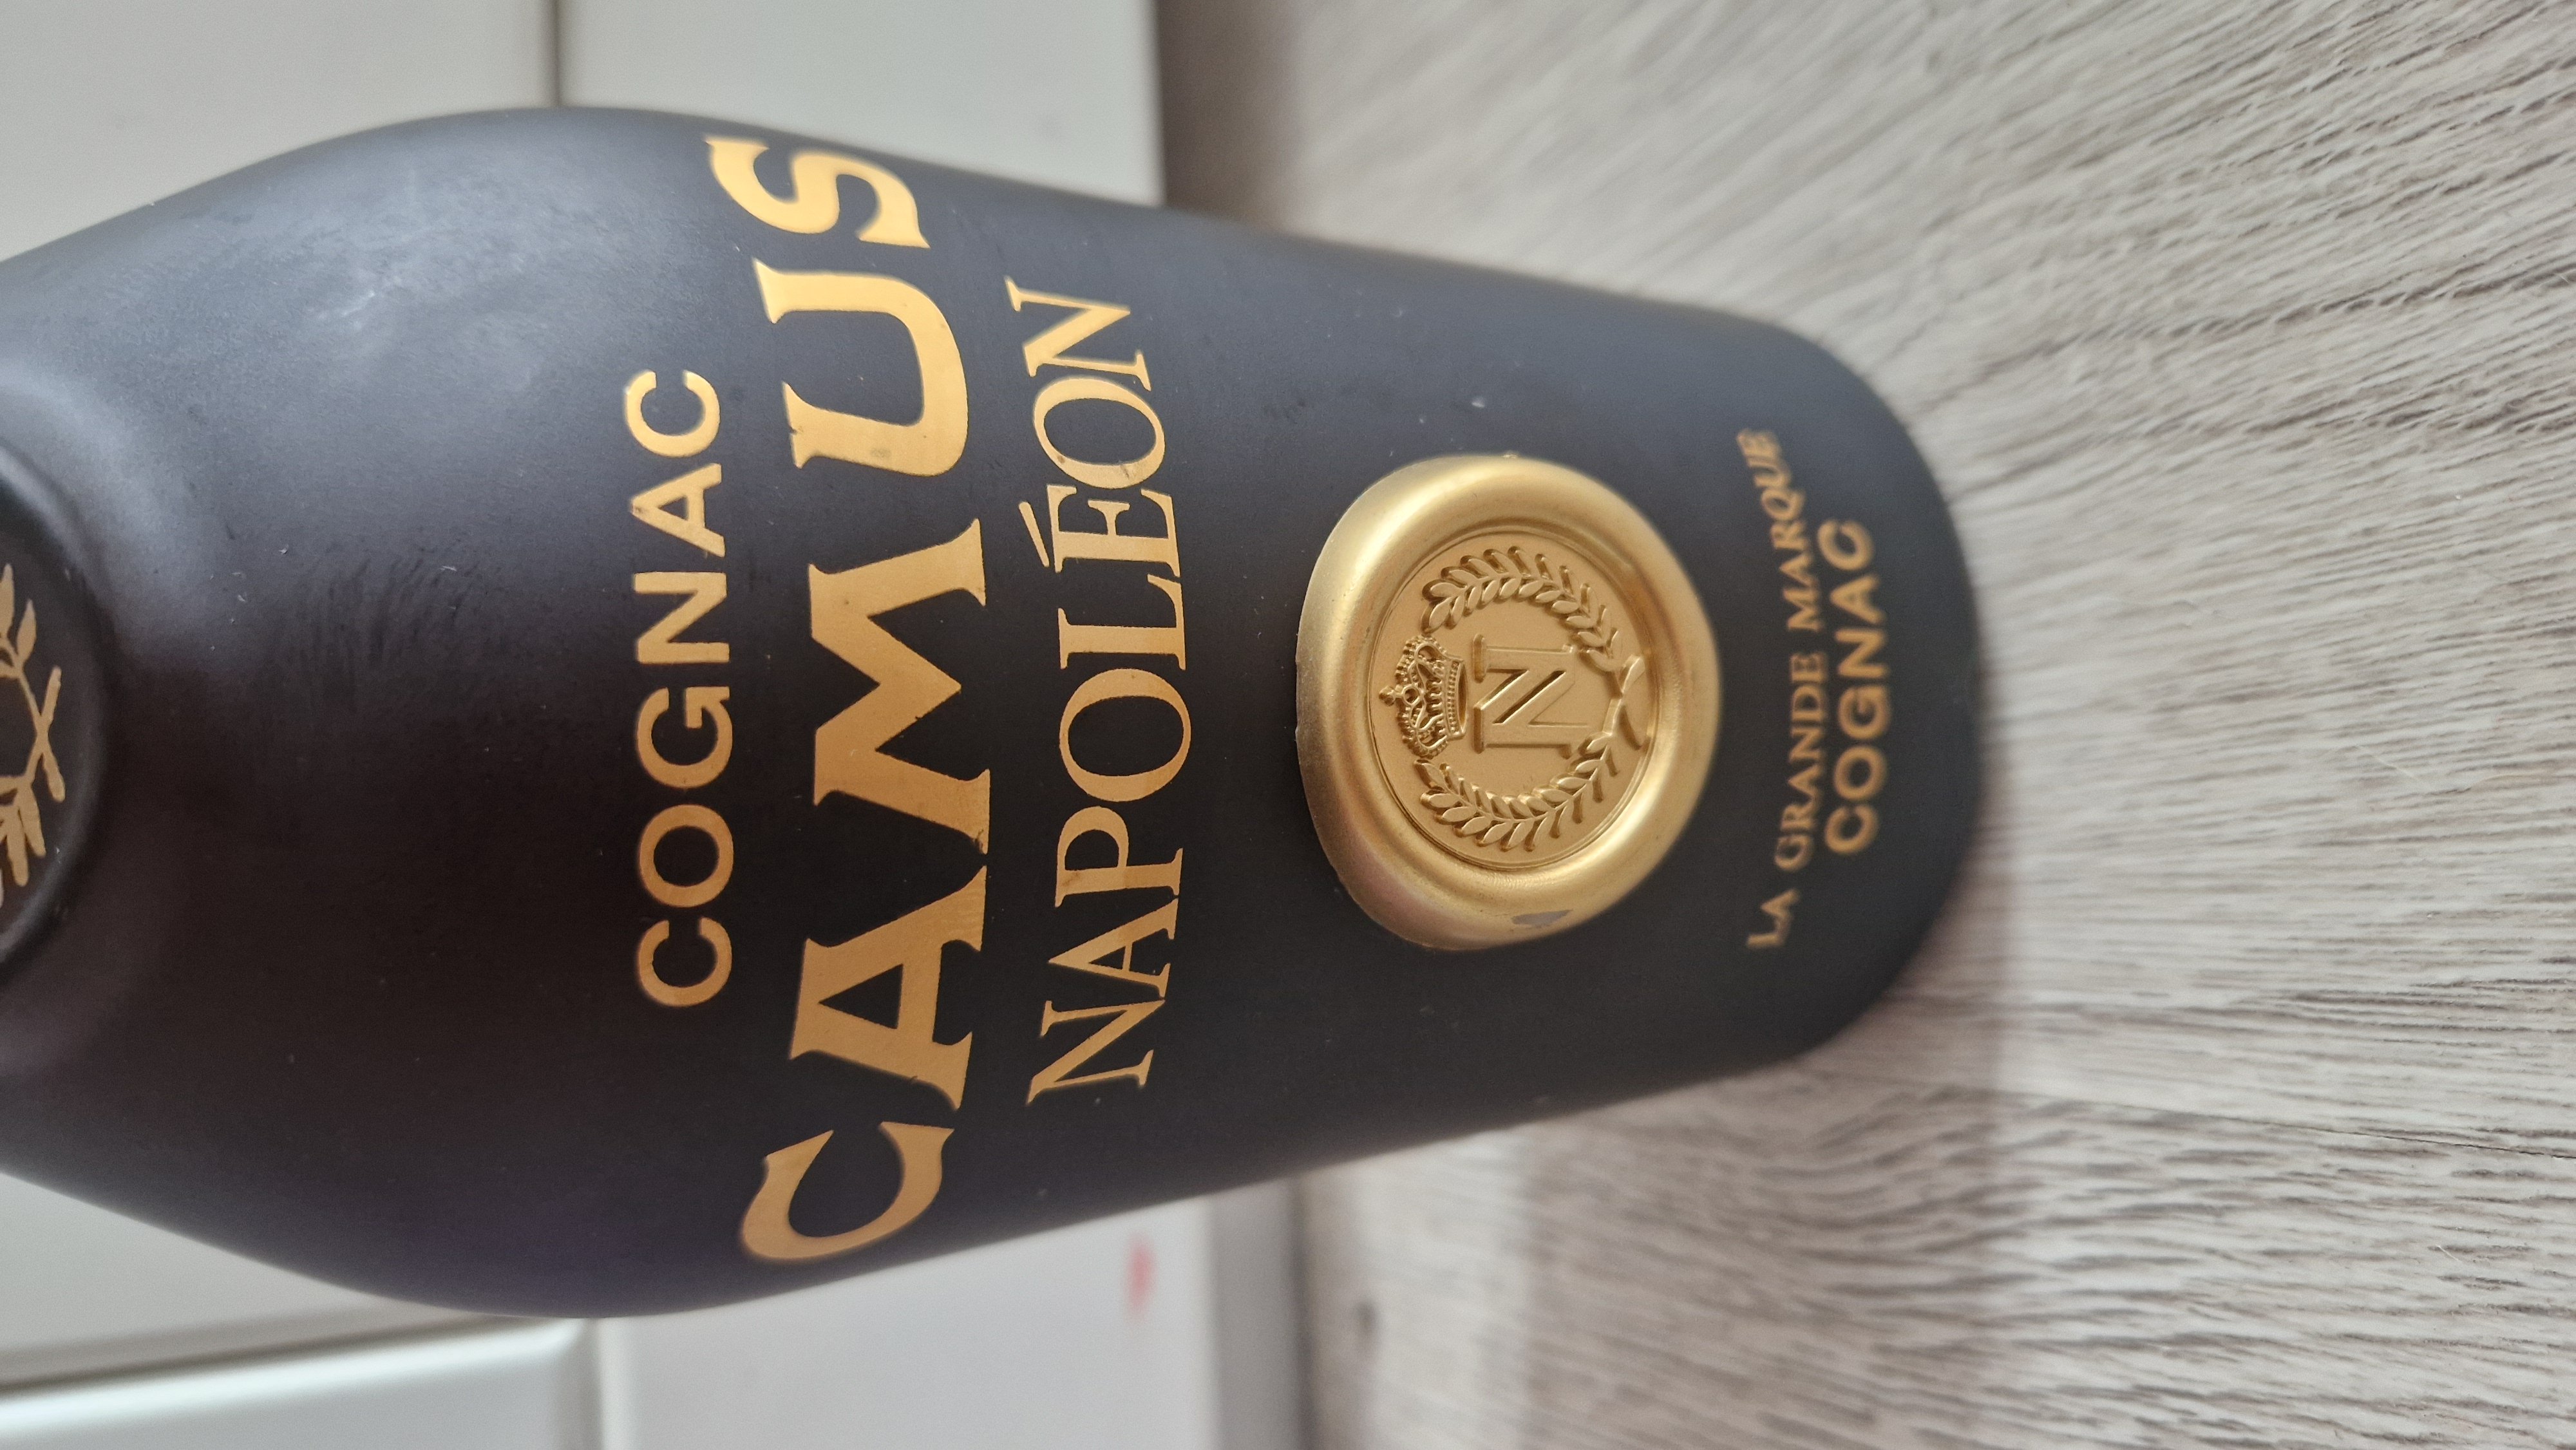 COGNAC
CAMUS
NAPOLÉON
N
LA GRANDE MARQUE
COGNAC